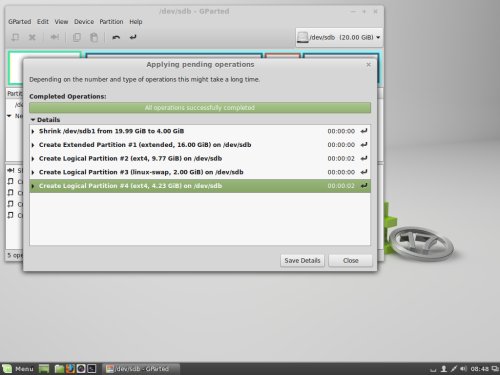 /dev/sdb - GParted
GParted Edit View Device Partition Help
/dev/sdb (20.00 GiB)
Applying pending operations
Depending on the number and type of operations this might take a long time.
Completed Operations:
All operations successfully completed
Details
Shrink /dev/sdb1 from 19.99 GiB to 4.00 GiB 00:00:00
Create Extended Partition #1 (extended, 16.00 GiB) on /dev/sdb 00:00:00
Create Logical Partition #2 (ext4, 9.77 GiB) on /dev/sdb 00:00:02
Create Logical Partition #3 (linux-swap, 2.00 GiB) on /dev/sdb 00:00:00
Create Logical Partition #4 (ext4, 4.23 GiB) on /dev/sdb 00:00:02
Save Details Close
Menu /dev/sdb - GParted 08:48